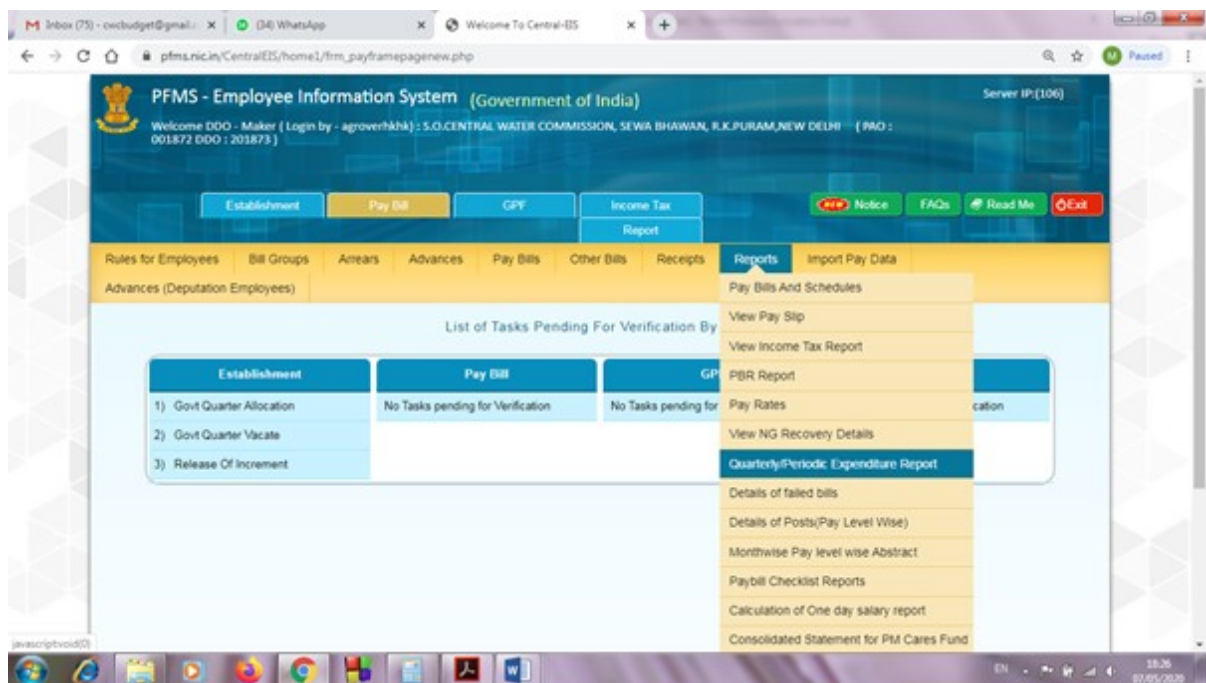 Inbox (75) - cwcbudget@gmail.c
(34) WhatsApp
Welcome To Central-EIS
pfms.nic.in/CentralEIS/home1/frm_payframepagenew.php
Paused
PFMS - Employee Information System (Government of India)
Server IP:(106)
Welcome DDO - Maker ( Login by - agroverhkhk) : S.O.CENTRAL WATER COMMISSION, SEWA BHAWAN, R.K.PURAM,NEW DELHI ( PAO :
001872 DDO : 201873 )
Establishment Pay Bill GPF Income Tax
Notice FAQs Read Me Exit
Report
Rules for Employees Bill Groups Arrears Advances Pay Bills Other Bills Receipts Reports Import Pay Data
Advances (Deputation Employees)
Pay Bills And Schedules
View Pay Slip
View Income Tax Report
PBR Report
Pay Rates
View NG Recovery Details
Quarterly/Periodic Expenditure Report
Details of failed bills
Details of Posts(Pay Level Wise)
Monthwise Pay level wise Abstract
Paybill Checklist Reports
Calculation of One day salary report
Consolidated Statement for PM Cares Fund
List of Tasks Pending For Verification By
Establishment Pay Bill GP
1) Govt Quarter Allocation No Tasks pending for Verification No Tasks pending for cation
2) Govt Quarter Vacate
3) Release Of Increment
javascript:void(0)
EN
18:26
07/05/2020